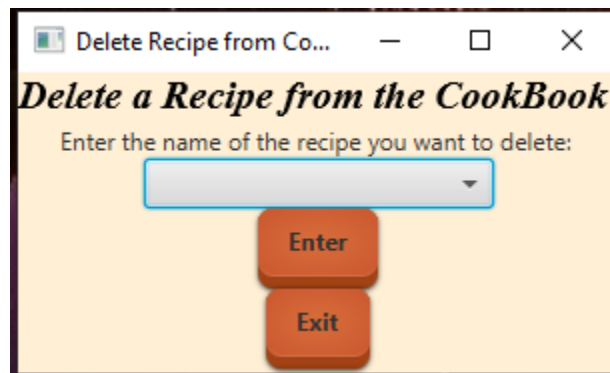 Delete Recipe from Co...
Delete a Recipe from the CookBook
Enter the name of the recipe you want to delete:
Enter
Exit